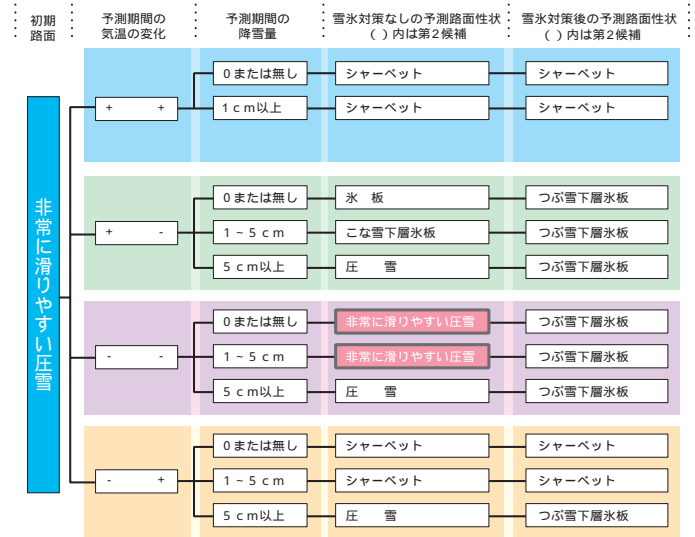 初期
路面
予測期間の
気温の変化
予測期間の
降雪量
雪氷対策なしの予測路面性状
( ) 内は第2候補
雪氷対策後の予測路面性状
( ) 内は第2候補
非常に滑りやすい圧雪
+ +
0または無し
シャーベット
シャーベット
1cm以上
シャーベット
シャーベット
+ -
0または無し
氷 板
つぶ雪下層氷板
1~5cm
こな雪下層氷板
つぶ雪下層氷板
5cm以上
圧 雪
つぶ雪下層氷板
- -
0または無し
非常に滑りやすい圧雪
つぶ雪下層氷板
1~5cm
非常に滑りやすい圧雪
つぶ雪下層氷板
5cm以上
圧 雪
つぶ雪下層氷板
- +
0または無し
シャーベット
シャーベット
1~5cm
シャーベット
シャーベット
5cm以上
圧 雪
つぶ雪下層氷板